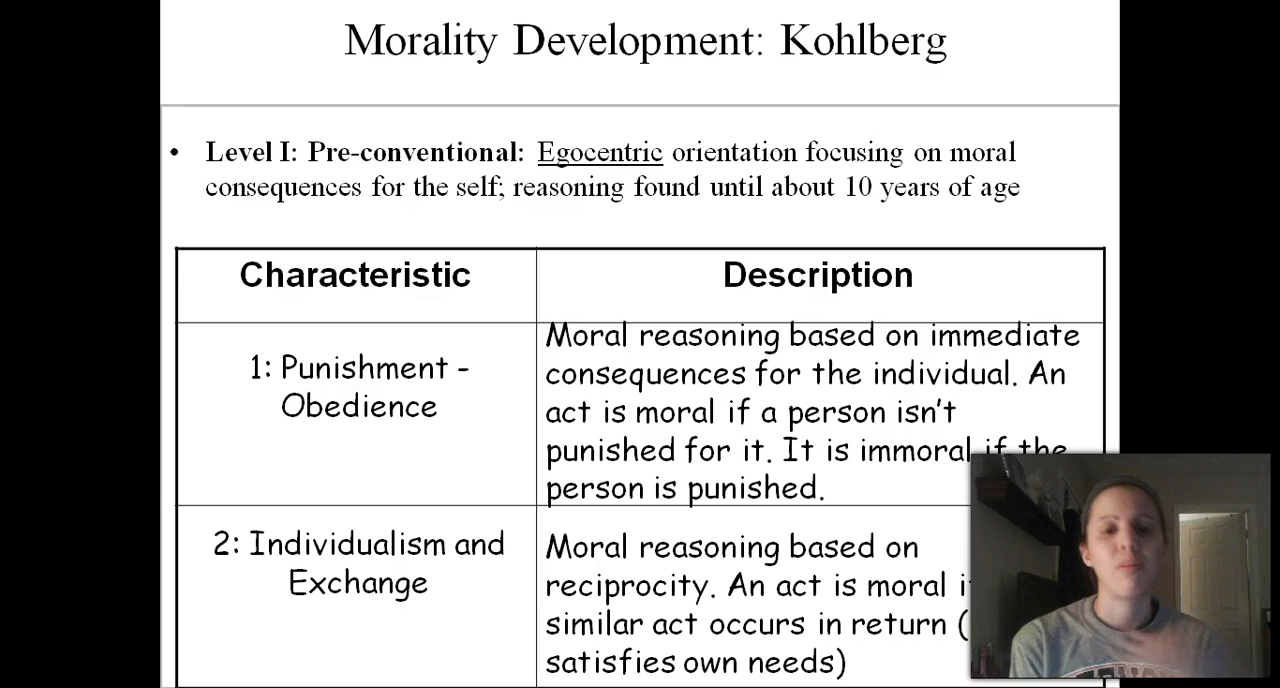 Morality Development: Kohlberg
• Level I: Pre-conventional: Egocentric orientation focusing on moral
consequences for the self; reasoning found until about 10 years of age
Characteristic
Description
1: Punishment -
Obedience
Moral reasoning based on immediate
consequences for the individual. An
act is moral if a person isn't
punished for it. It is immoral if the
person is punished.
2: Individualism and
Exchange
Moral reasoning based on
reciprocity. An act is moral
similar act occurs in return (
satisfies own needs)